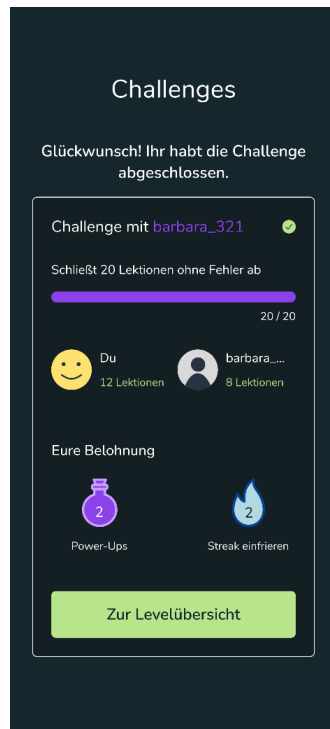 Challenges
Glückwunsch! Ihr habt die Challenge
abgeschlossen.
Challenge mit barbara_321
Schließt 20 Lektionen ohne Fehler ab
20 / 20
Du
12 Lektionen
barbara_...
8 Lektionen
Eure Belohnung
2
2
Power-Ups
Streak einfrieren
Zur Levelübersicht